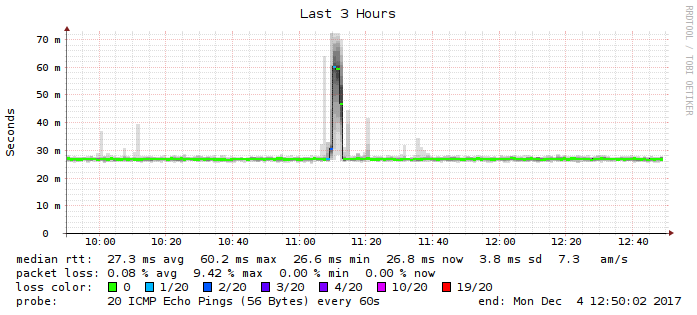 Last 3 Hours
RRDTOOL / TOBI OETIKER
Seconds
70 m
60 m
50 m
40 m
30 m
20 m
10 m
0
10:00 10:20 10:40 11:00 11:20 11:40 12:00 12:20 12:40
median rtt: 27.3 ms avg 60.2 ms max 26.6 ms min 26.8 ms now 3.8 ms sd 7.3 am/s
packet loss: 0.08 % avg 9.42 % max 0.00 % min 0.00 % now
loss color: 0 1/20 2/20 3/20 4/20 10/20 19/20
probe: 20 ICMP Echo Pings (56 Bytes) every 60s end: Mon Dec 4 12:50:02 2017